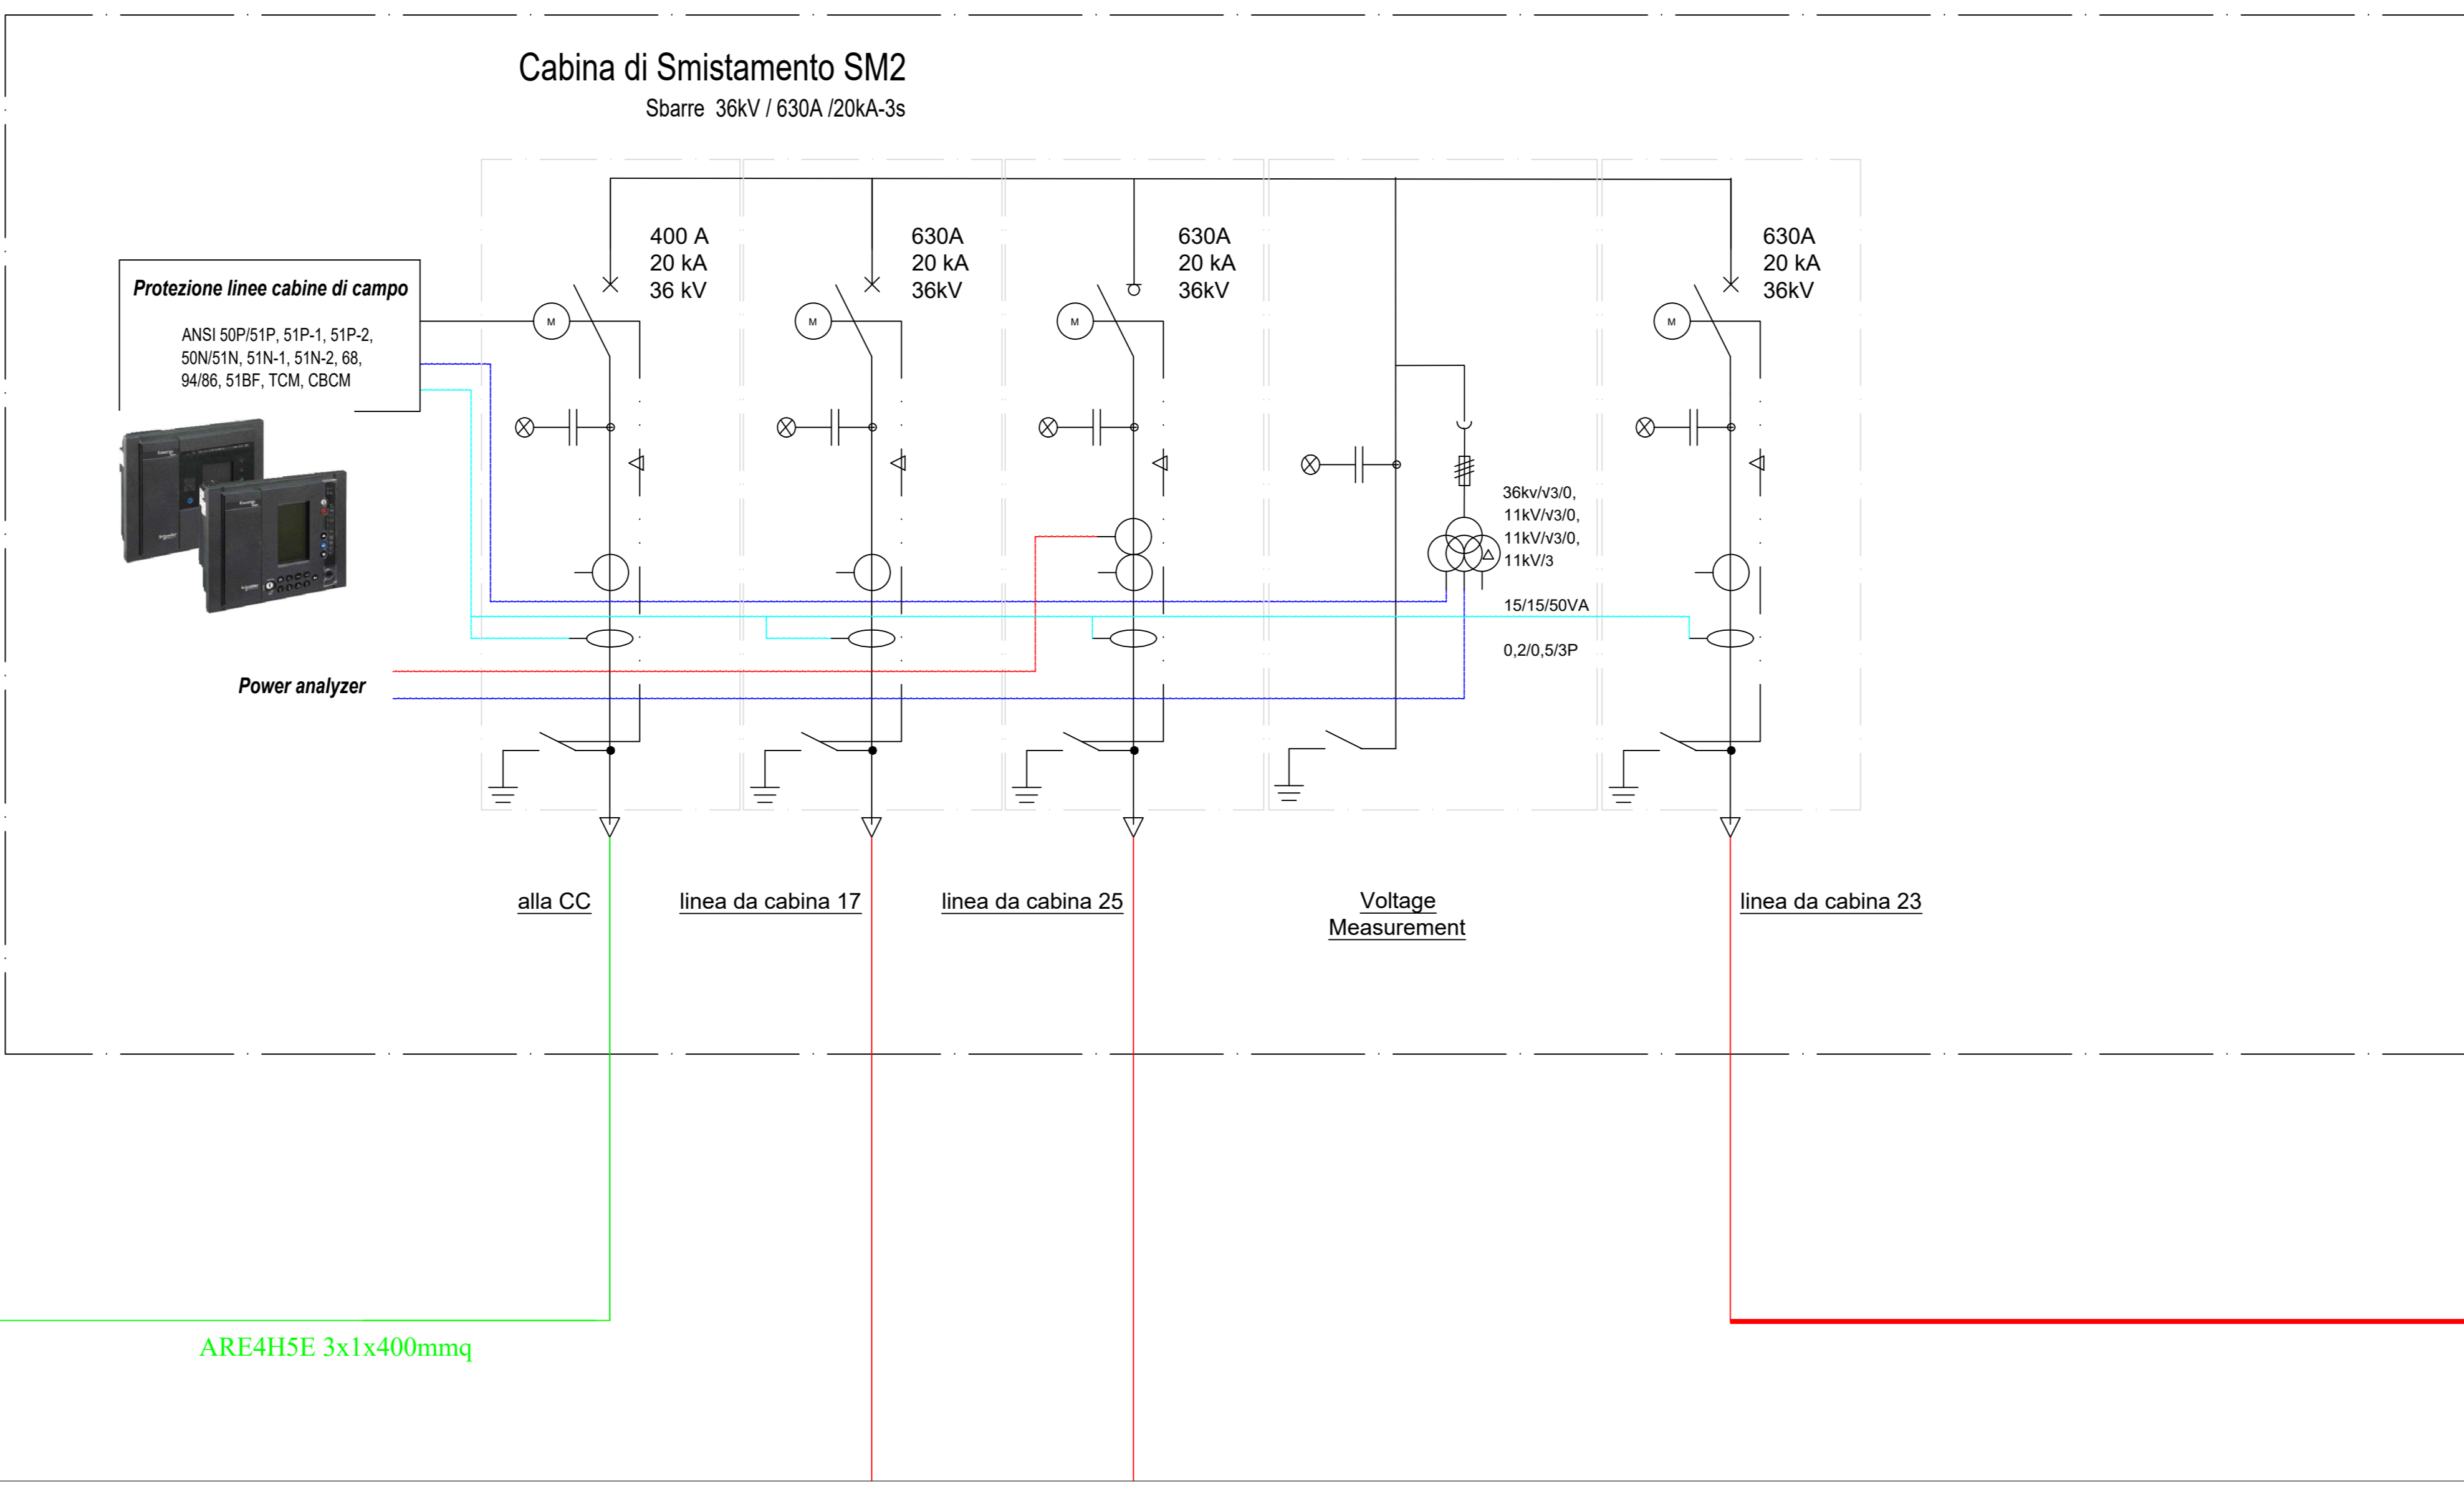 Cabina di Smistamento SM2
Sbarre 36kV / 630A /20kA-3s
400 A
20 kA
36 kV
630A
20 kA
36kV
630A
20 kA
36kV
630A
20 kA
36kV
Protezione linee cabine di campo
ANSI 50P/51P, 51P-1, 51P-2,
50N/51N, 51N-1, 51N-2, 68,
94/86, 51BF, TCM, CBCM
M
M
M
M
36kv/√3/0,
11kV/√3/0,
11kV/√3/0,
11kV/3
15/15/50VA
0,2/0,5/3P
Power analyzer
alla CC
linea da cabina 17
linea da cabina 25
Voltage
Measurement
linea da cabina 23
ARE4H5E 3x1x400mmq